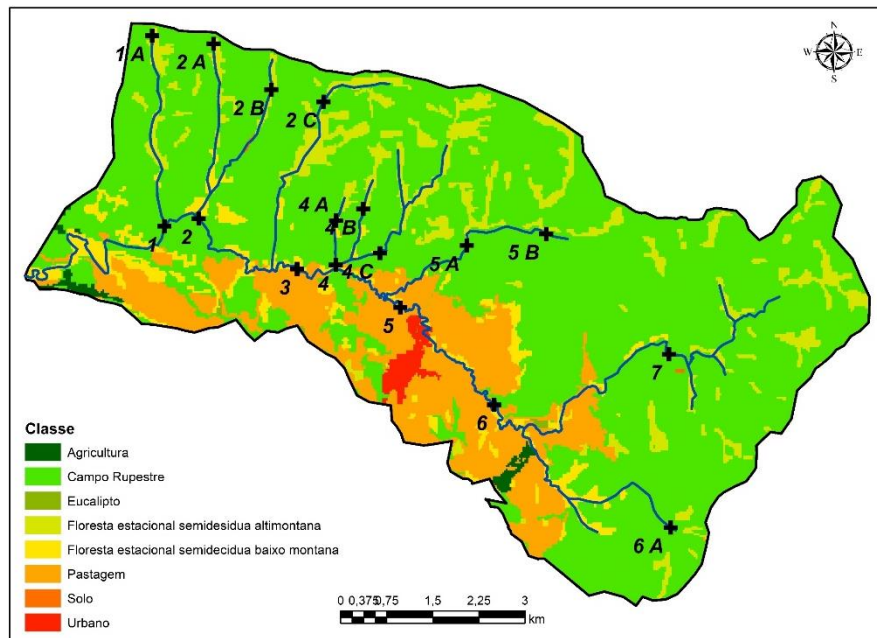 N
W E
S
1 A
2 A
2 B
2 C
4 A
4 B
1
2
3
4
4 C
5 A
5 B
5
7
6
6 A
Classe
Agricultura
Campo Rupestre
Eucalipto
Floresta estacional semidesidua altimontana
Floresta estacional semidecidua baixo montana
Pastagem
Solo
Urbano
0 0,375 0,75 1,5 2,25 3
km